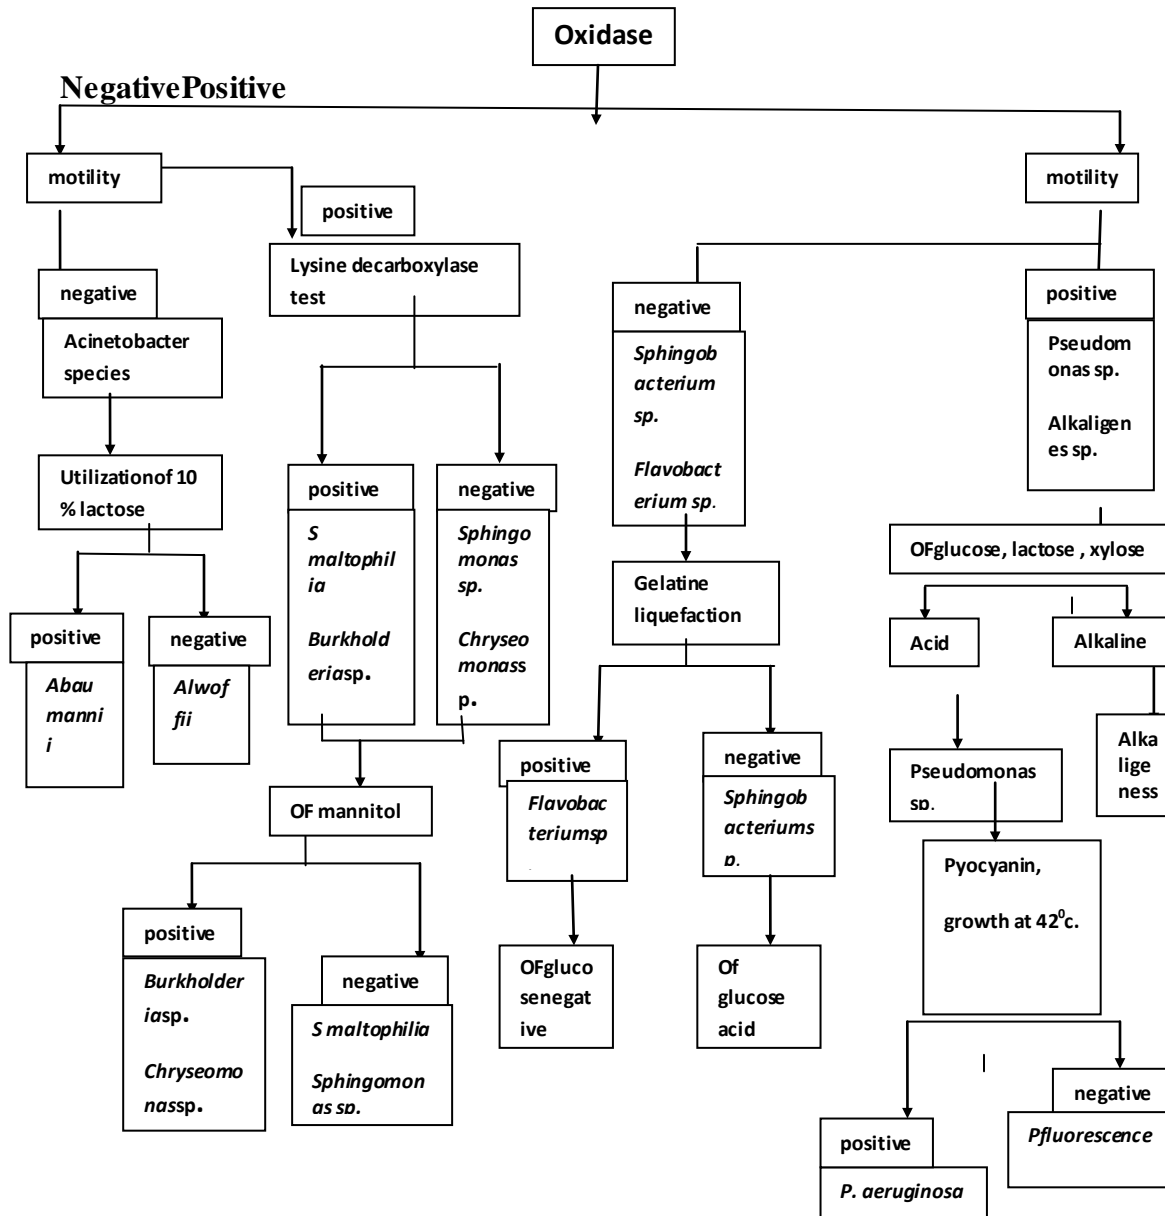 Oxidase
NegativePositive
motility
positive
Lysine decarboxylase
test
negative
Acinetobacter
species
Utilizationof 10
% lactose
positive
Abau
manni
i
negative
Alwof
fii
positive
S
maltophil
ia
Burkhold
eriasp.
negative
Sphingo
monas
sp.
Chryseo
monass
p.
OF mannitol
positive
Burkholder
iasp.
Chryseomo
nassp.
negative
S maltophilia
Sphingomon
as sp.
motility
negative
Sphingob
acterium
sp.
Flavobact
erium sp.
Gelatine
liquefaction
positive
Flavobac
teriumsp
.
OFgluco
senegat
ive
negative
Sphingob
acteriums
p.
Of
glucose
acid
positive
Pseudom
onas sp.
Alkaligen
es sp.
OFglucose, lactose , xylose
Acid
Alkaline
Pseudomonas
sp.
Alka
lige
ness
Pyocyanin,
growth at 42⁰c.
positive
P. aeruginosa
negative
Pfluorescence